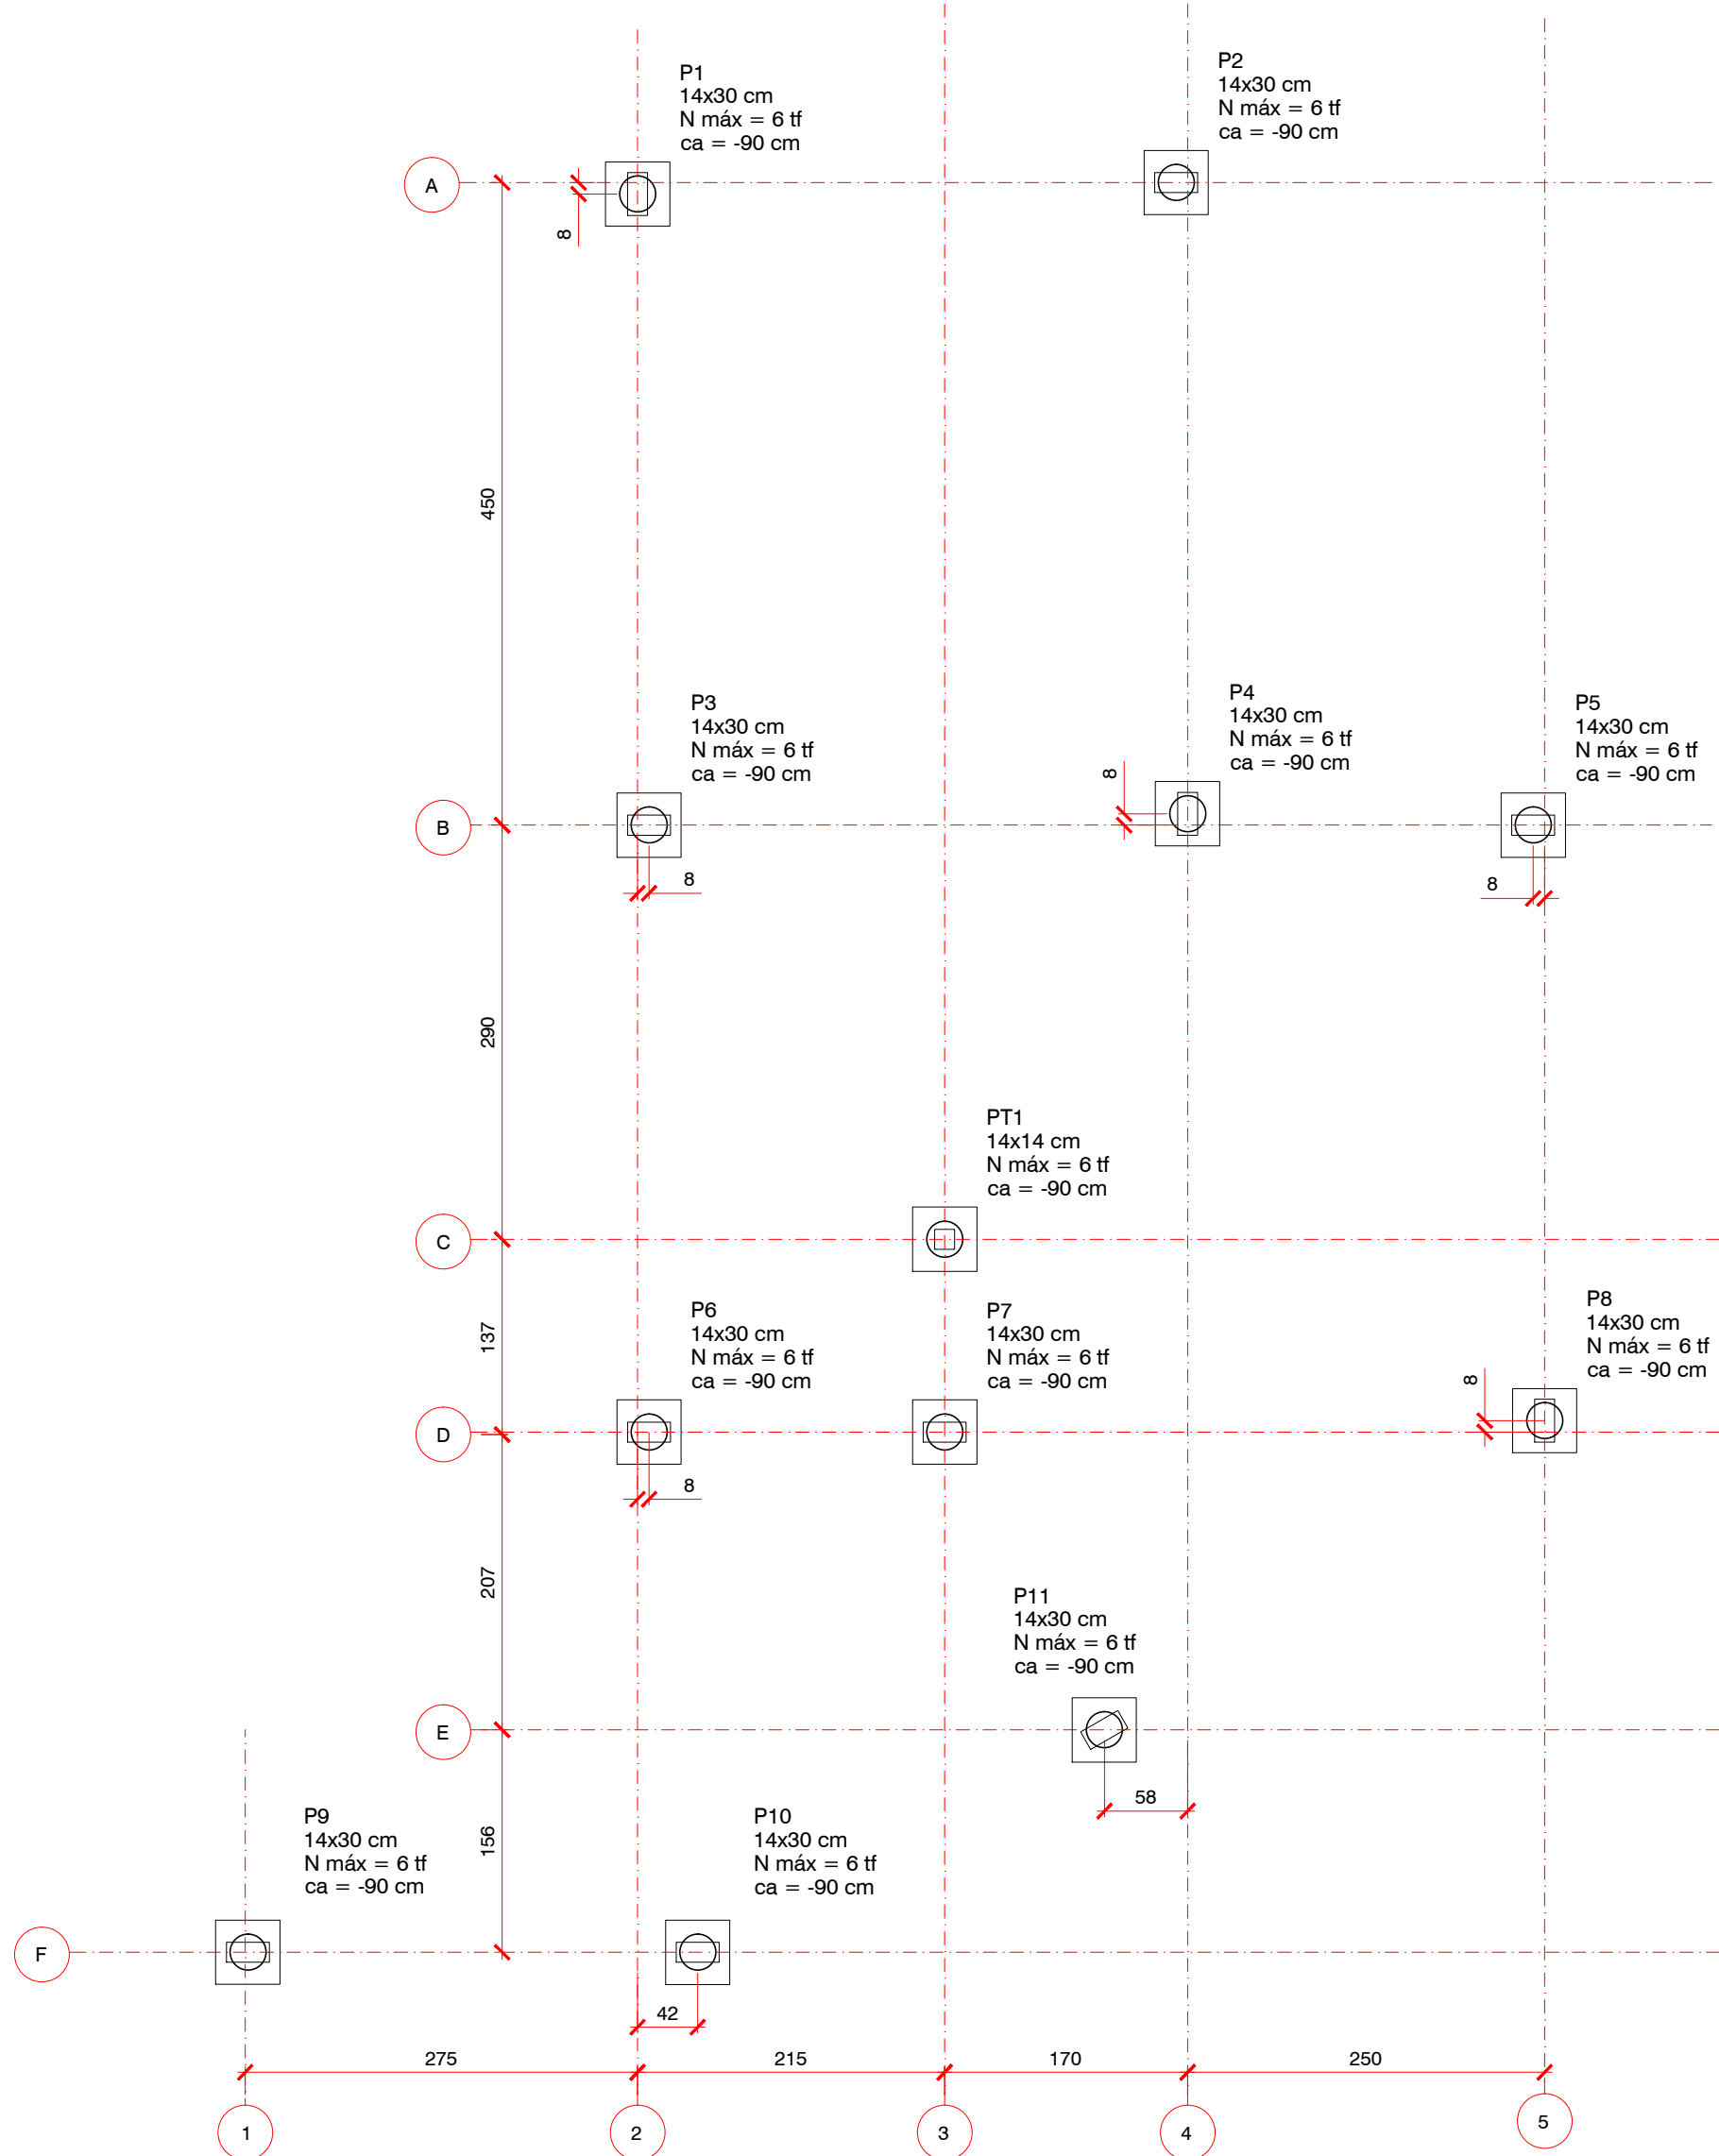 P1
14x30 cm
N máx = 6 tf
ca = -90 cm
P2
14x30 cm
N máx = 6 tf
ca = -90 cm
A
8
450
P3
14x30 cm
N máx = 6 tf
ca = -90 cm
P4
14x30 cm
N máx = 6 tf
ca = -90 cm
P5
14x30 cm
N máx = 6 tf
ca = -90 cm
8
B
8
8
290
PT1
14x14 cm
N máx = 6 tf
ca = -90 cm
C
137
P6
14x30 cm
N máx = 6 tf
ca = -90 cm
P7
14x30 cm
N máx = 6 tf
ca = -90 cm
P8
14x30 cm
N máx = 6 tf
ca = -90 cm
8
D
8
207
P11
14x30 cm
N máx = 6 tf
ca = -90 cm
E
58
156
P9
14x30 cm
N máx = 6 tf
ca = -90 cm
P10
14x30 cm
N máx = 6 tf
ca = -90 cm
F
42
275
215
170
250
1
2
3
4
5